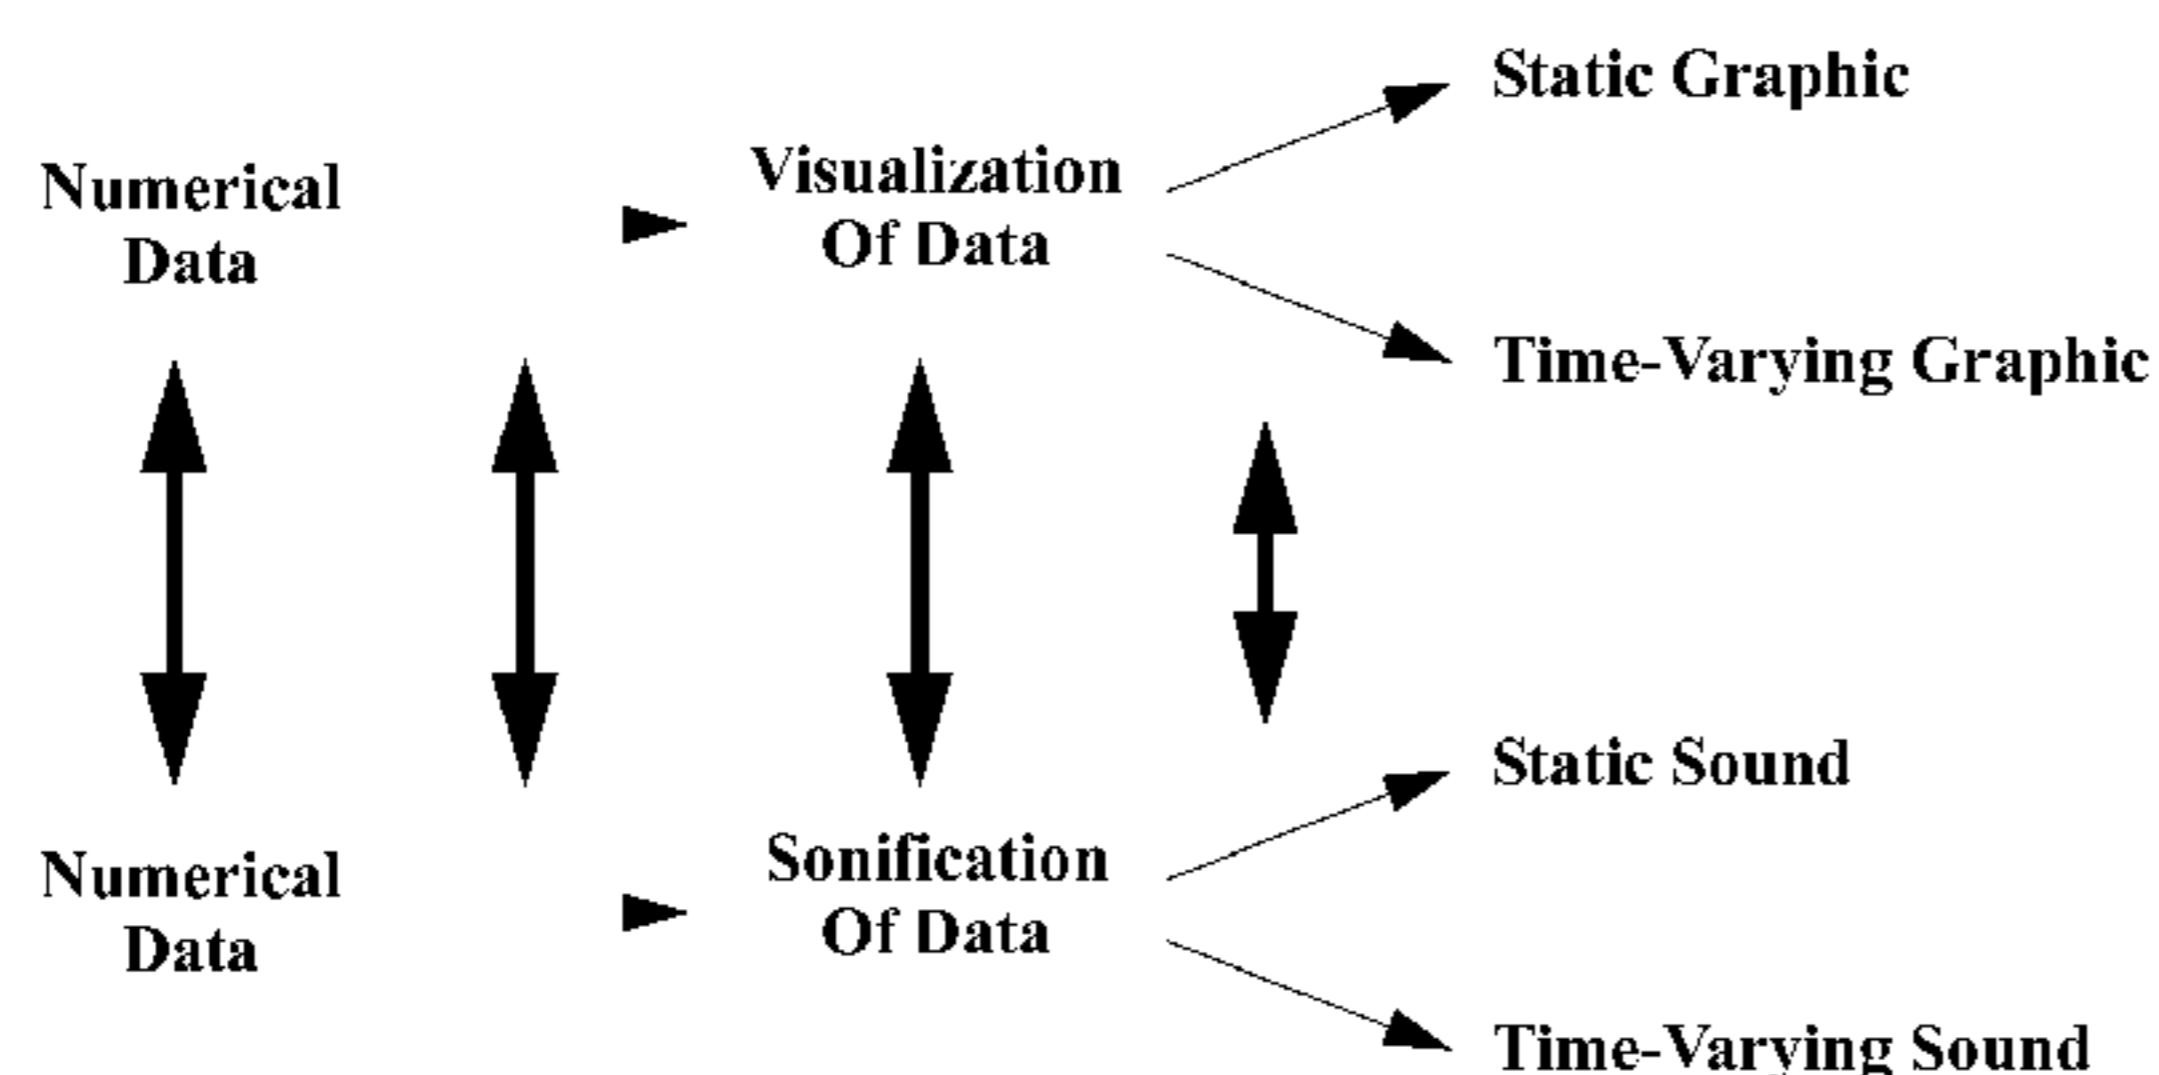 Static Graphic
Numerical
Data
Visualization
Of Data
Time-Varying Graphic
Static Sound
Numerical
Data
Sonification
Of Data
Time-Varying Sound